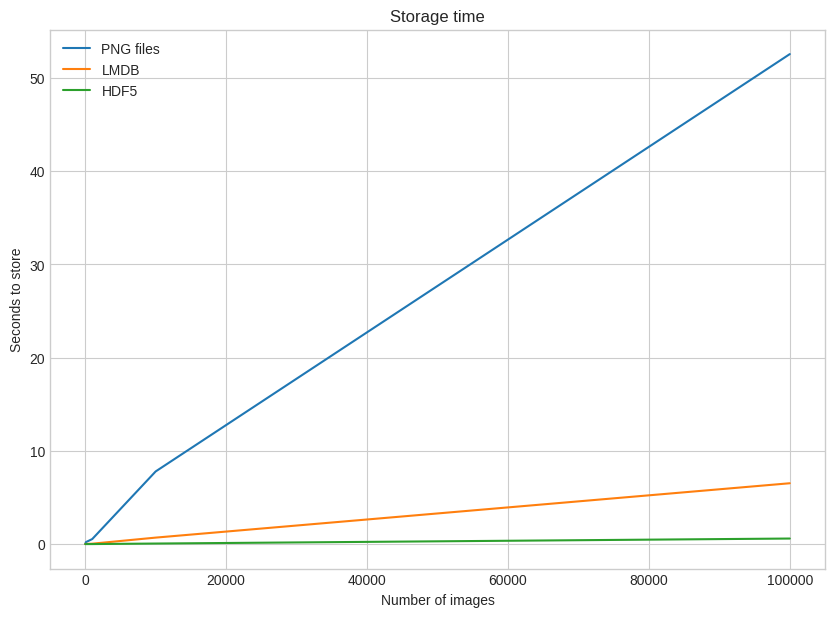 Storage time
PNG files
LMDB
HDF5
Seconds to store
50
40
30
20
10
0
0 20000 40000 60000 80000 100000
Number of images